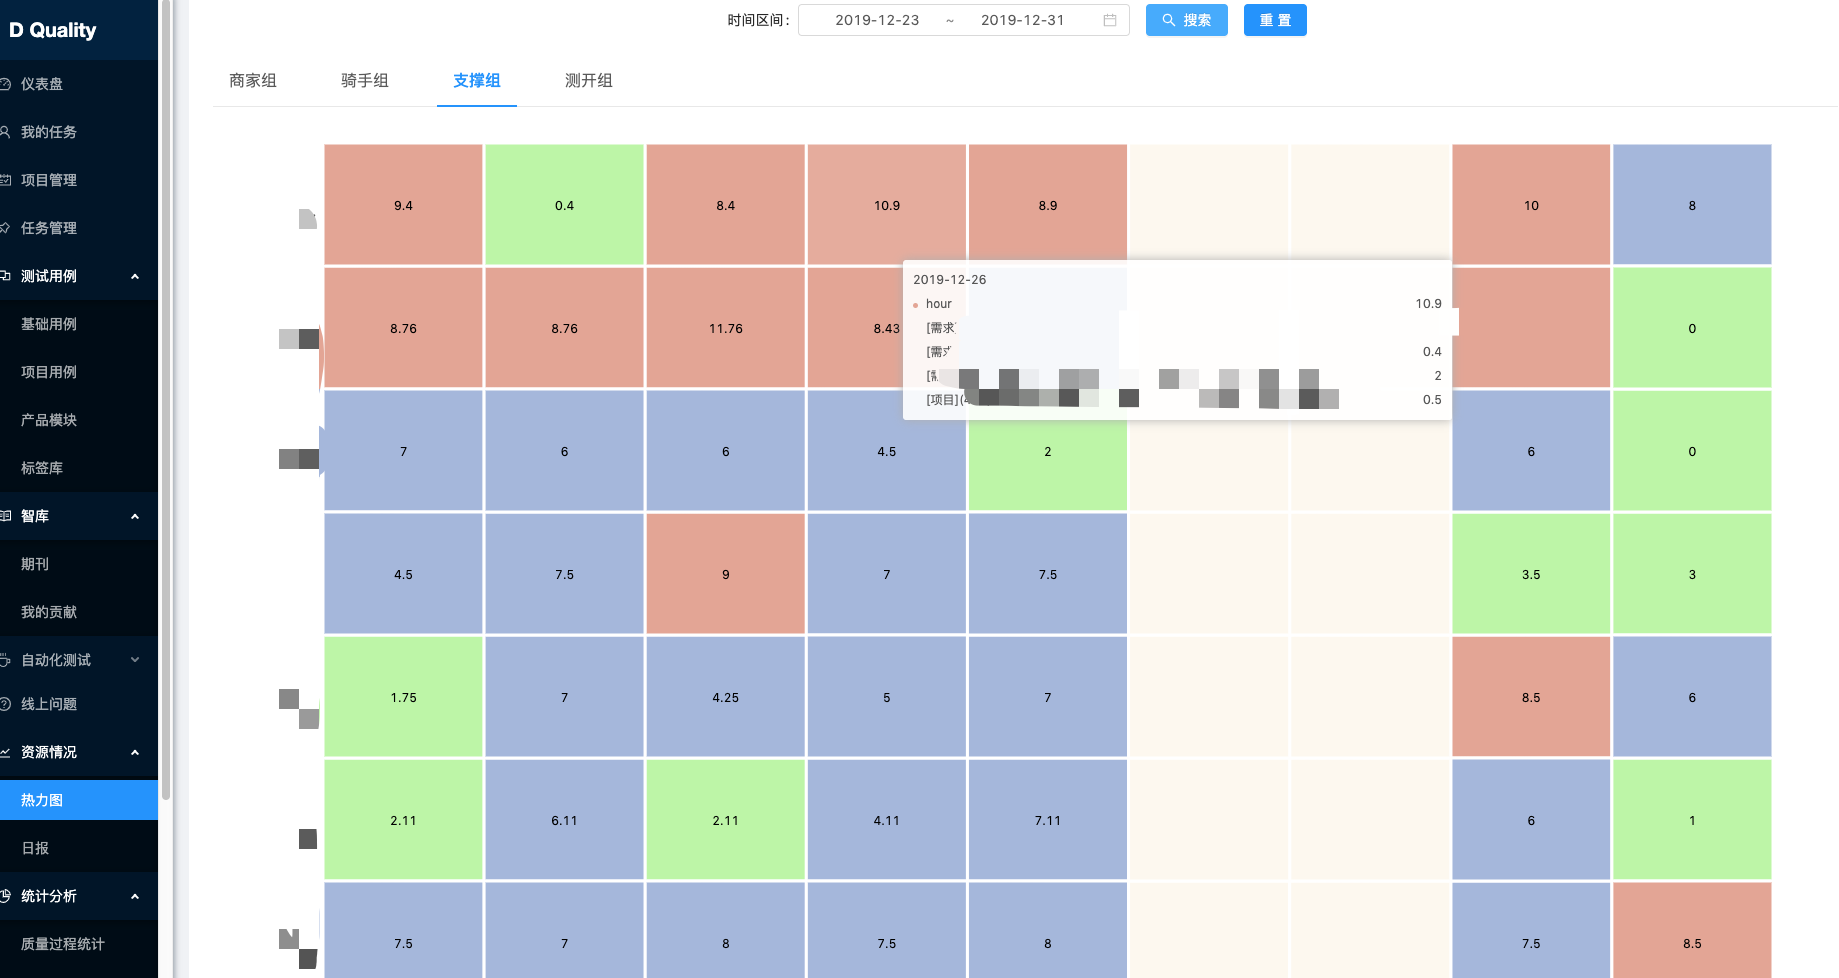 D Quality
仪表盘
我的任务
项目管理
任务管理
测试用例
基础用例
项目用例
产品模块
标签库
智库
期刊
我的贡献
自动化测试
线上问题
资源情况
热力图
日报
统计分析
质量过程统计
时间区间: 2019-12-23 ~ 2019-12-31 搜索 重 置
商家组 骑手组 支撑组 测开组
9.4 0.4 8.4 10.9 8.9 10 8
8.76 8.76 11.76 8.43 0
2019-12-26
hour 10.9
[需求]
[需求 0.4
2
[项目] 0.5
7 6 6 4.5 2 6 0
4.5 7.5 9 7 7.5 3.5 3
1.75 7 4.25 5 7 8.5 6
2.11 6.11 2.11 4.11 7.11 6 1
7.5 7 8 7.5 8 7.5 8.5